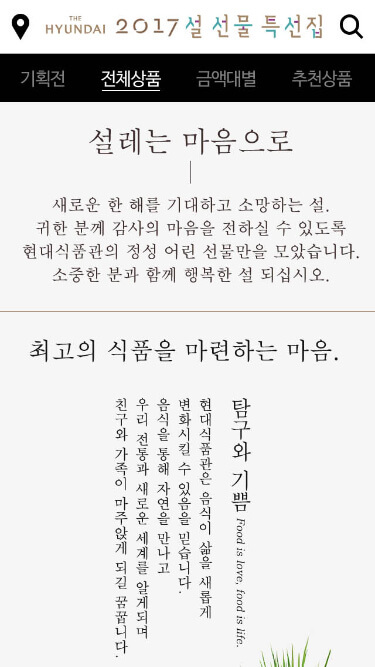 THE HYUNDAI 2017 설 선물 특선집
기획전 전체상품 금액대별 추천상품
설레는 마음으로
새로운 한 해를 기대하고 소망하는 설.
귀한 분께 감사의 마음을 전하실 수 있도록
현대식품관의 정성 어린 선물만을 모았습니다.
소중한 분과 함께 행복한 설 되십시오.
최고의 식품을 마련하는 마음.
탐구와 기쁨 Food is love, food is life.
현대식품관은 음식이 삶을 새롭게
변화시킬 수 있음을 믿습니다.
음식을 통해 자연을 만나고
우리 전통과 새로운 세계를 알게되며
친구와 가족이 마주앉게 되길 꿈꿉니다.